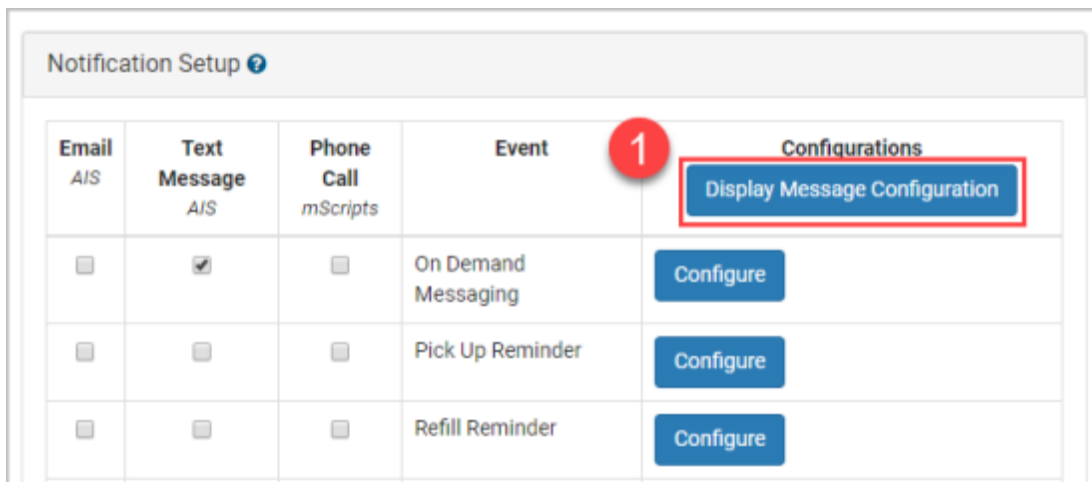 Notification Setup ?
Email
AIS
Text
Message
AIS
Phone
Call
mScripts
Event
1
Configurations
Display Message Configuration
On Demand
Messaging
Configure
Pick Up Reminder
Configure
Refill Reminder
Configure